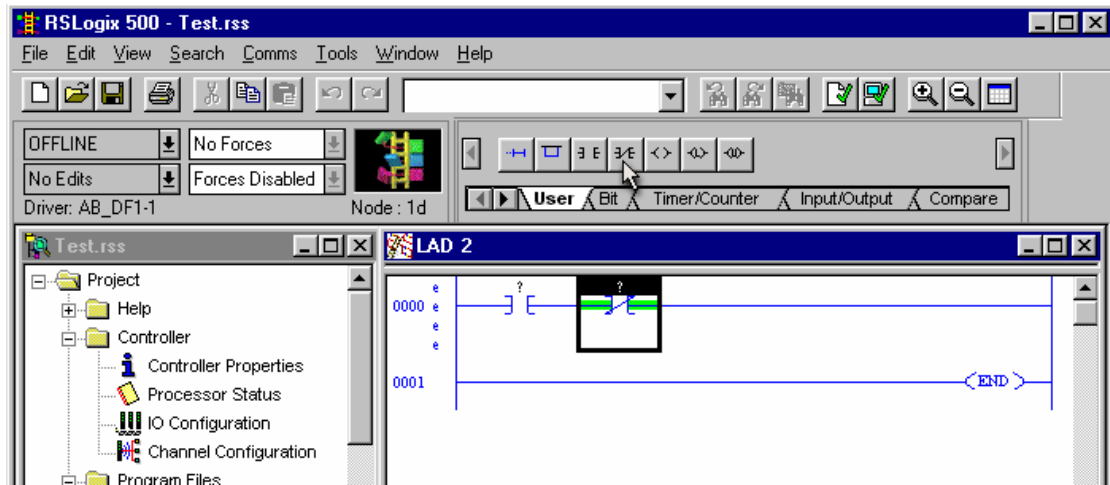 RSLogix 500 - Test.rss
File Edit View Search Comms Tools Window Help
OFFLINE No Forces
No Edits Forces Disabled
Driver: AB_DF1-1 Node : 1d
User Bit Timer/Counter Input/Output Compare
Test.rss
Project
Help
Controller
Controller Properties
Processor Status
IO Configuration
Channel Configuration
Program Files
LAD 2
e ? ?
0000 e
e
e
0001 END